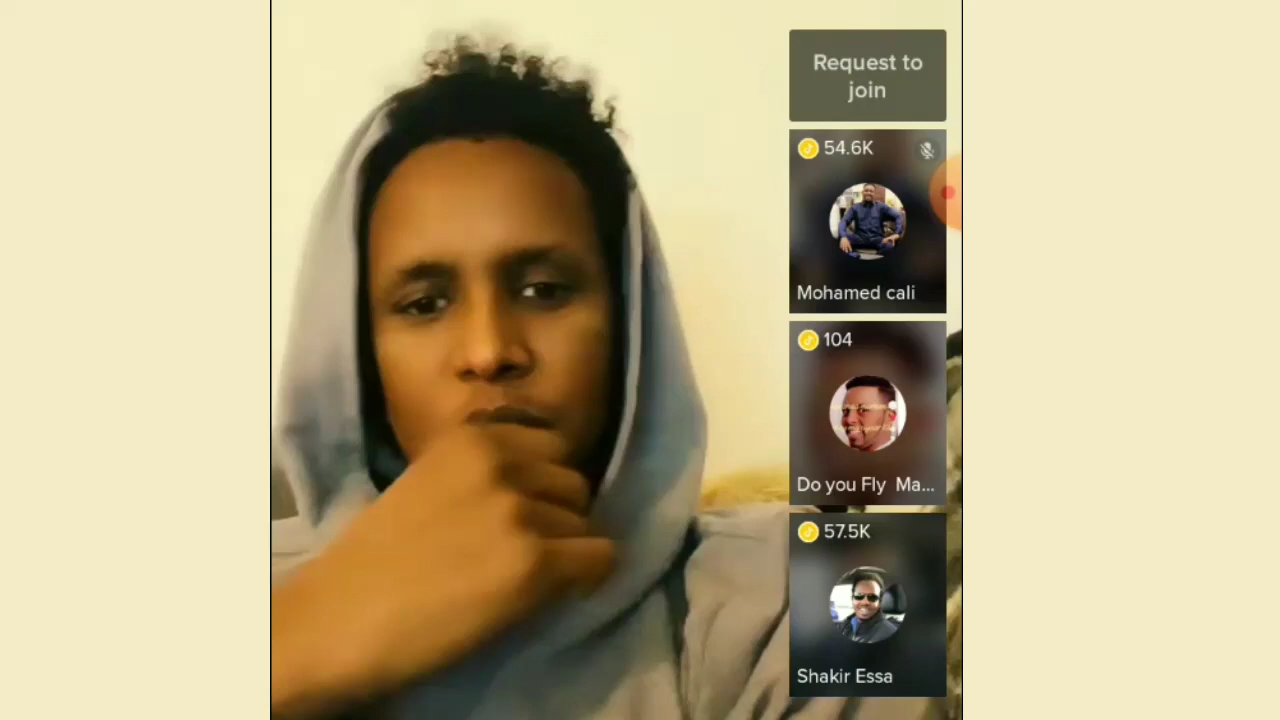 Request to
join
54.6K
Mohamed cali
104
Do you Fly Ma...
57.5K
Shakir Essa